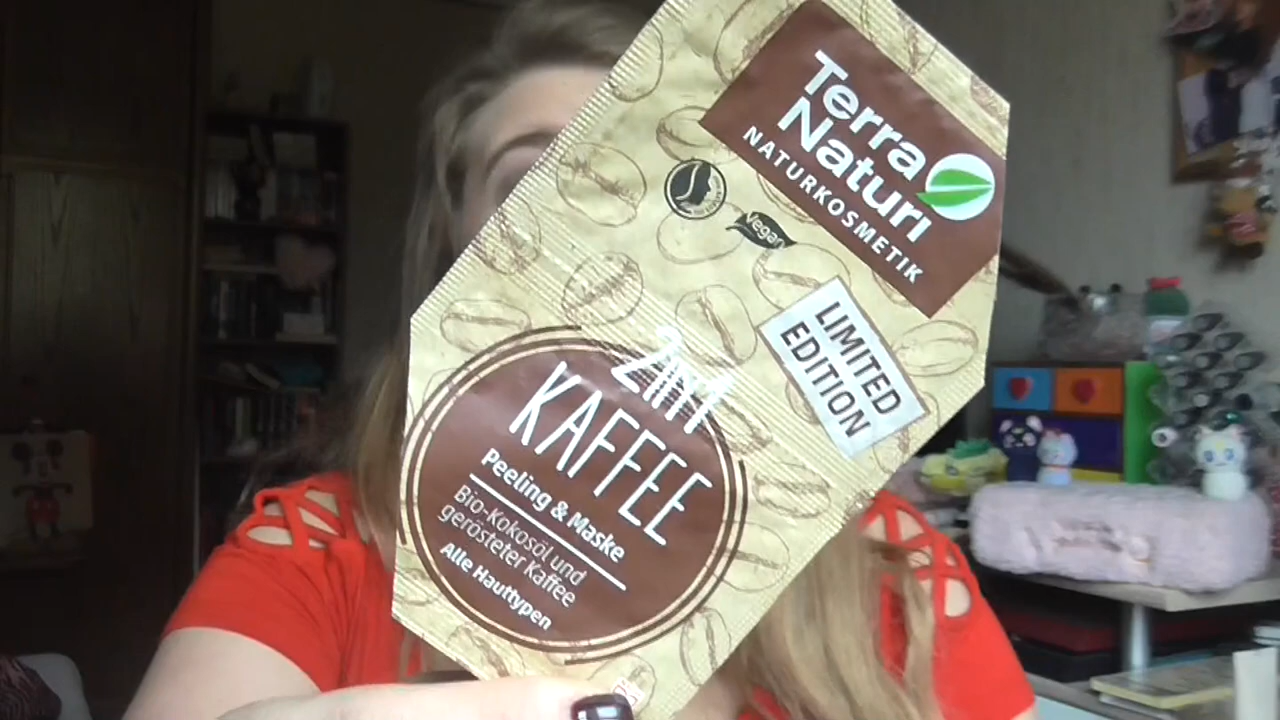 Terra
Naturi
NATURKOSMETIK
Vegan
LIMITED
EDITION
2in1
KAFFEE
Peeling & Maske
Bio-Kokosöl und
gerösteter Kaffee
Alle Hauttypen